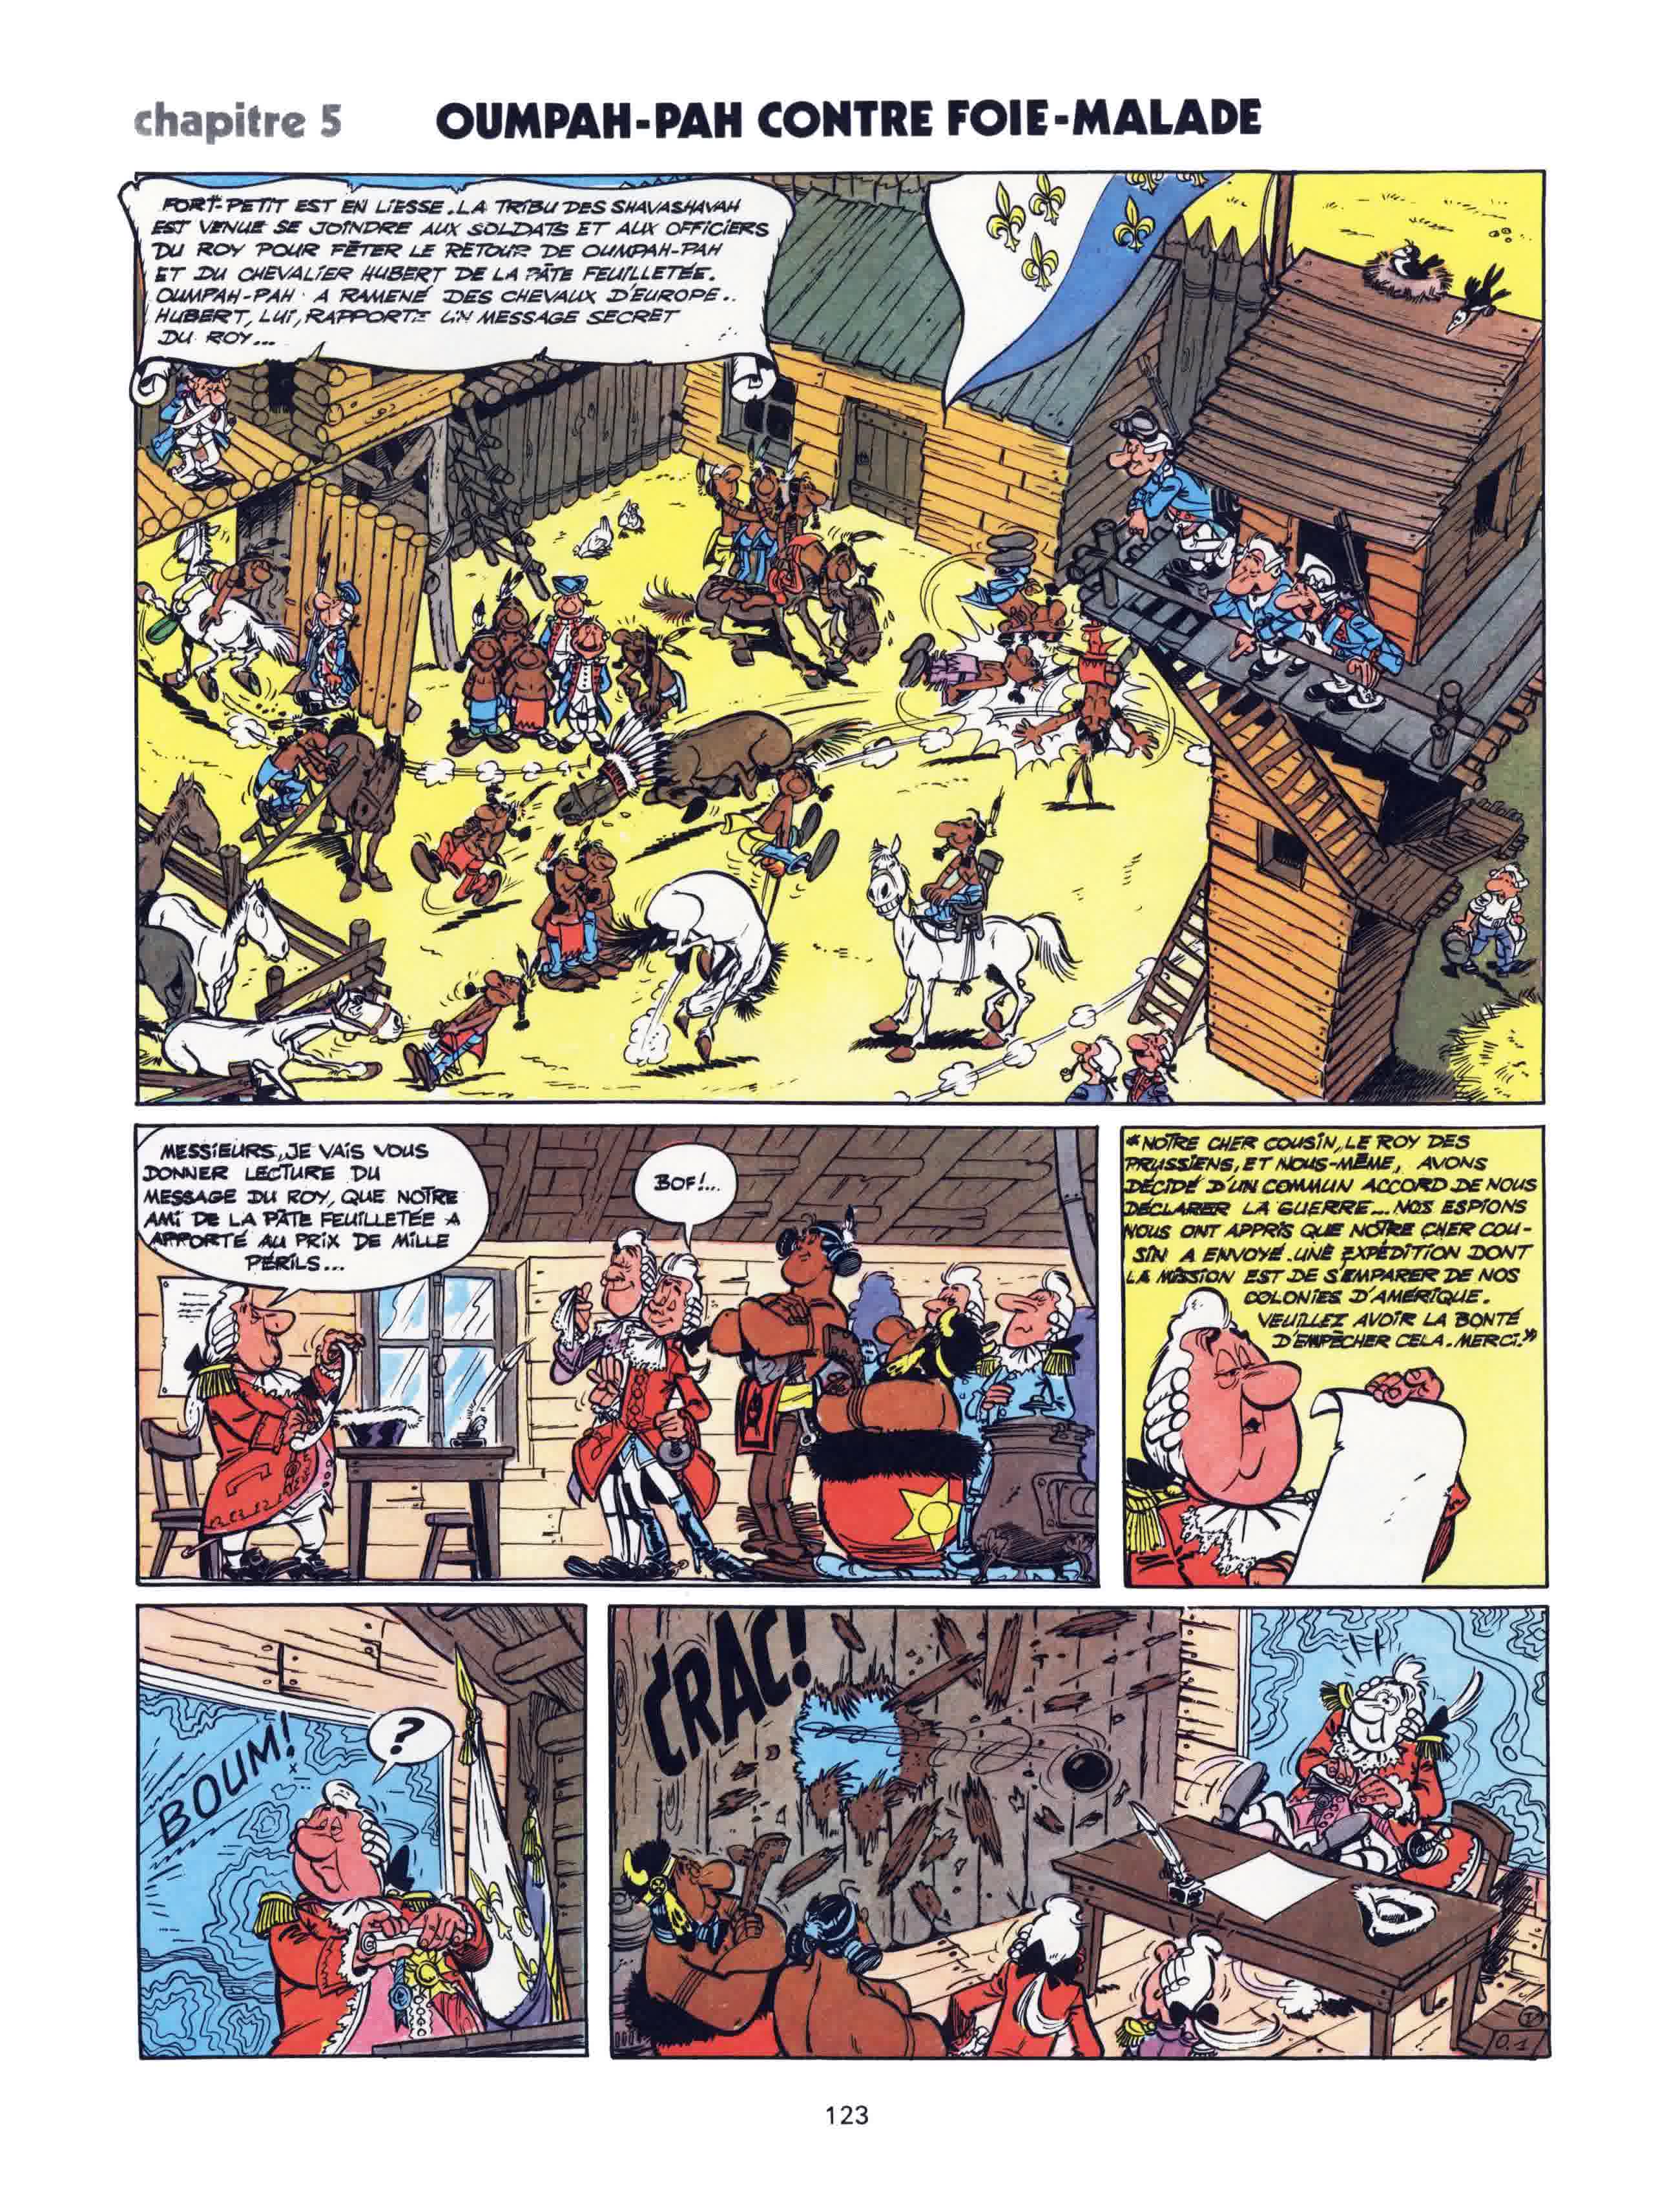 chapitre 5 OUMPAH-PAH CONTRE FOIE-MALADE
FORT-PETIT EST EN LIESSE. LA TRIBU DES SHAVASHAVAH
EST VENUE SE JOINDRE AUX SOLDATS ET AUX OFFICIERS
DU ROY POUR FÊTER LE RETOUR DE OUMPAH-PAH
ET DU CHEVALIER HUBERT DE LA PÂTE FEUILLETÉE.
OUMPAH-PAH A RAMENÉ DES CHEVAUX D'EUROPE..
HUBERT, LUI, RAPPORTE UN MESSAGE SECRET
DU ROY...
MESSIEURS, JE VAIS VOUS
DONNER LECTURE DU
MESSAGE DU ROY, QUE NOTRE
AMI DE LA PÂTE FEUILLETÉE A
APPORTÉ AU PRIX DE MILLE
PÉRILS...
BOF!...
"NOTRE CHER COUSIN, LE ROY DES
PRUSSIENS, ET NOUS-MÊME, AVONS
DÉCIDÉ D'UN COMMUN ACCORD DE NOUS
DÉCLARER LA GUERRE... NOS ESPIONS
NOUS ONT APPRIS QUE NOTRE CHER COU-
SIN A ENVOYÉ UNE EXPÉDITION DONT
LA MISSION EST DE S'EMPARER DE NOS
COLONIES D'AMÉRIQUE.
VEUILLEZ AVOIR LA BONTÉ
D'EMPÊCHER CELA. MERCI."
BOUM!
?
CRAC!
O.1
123